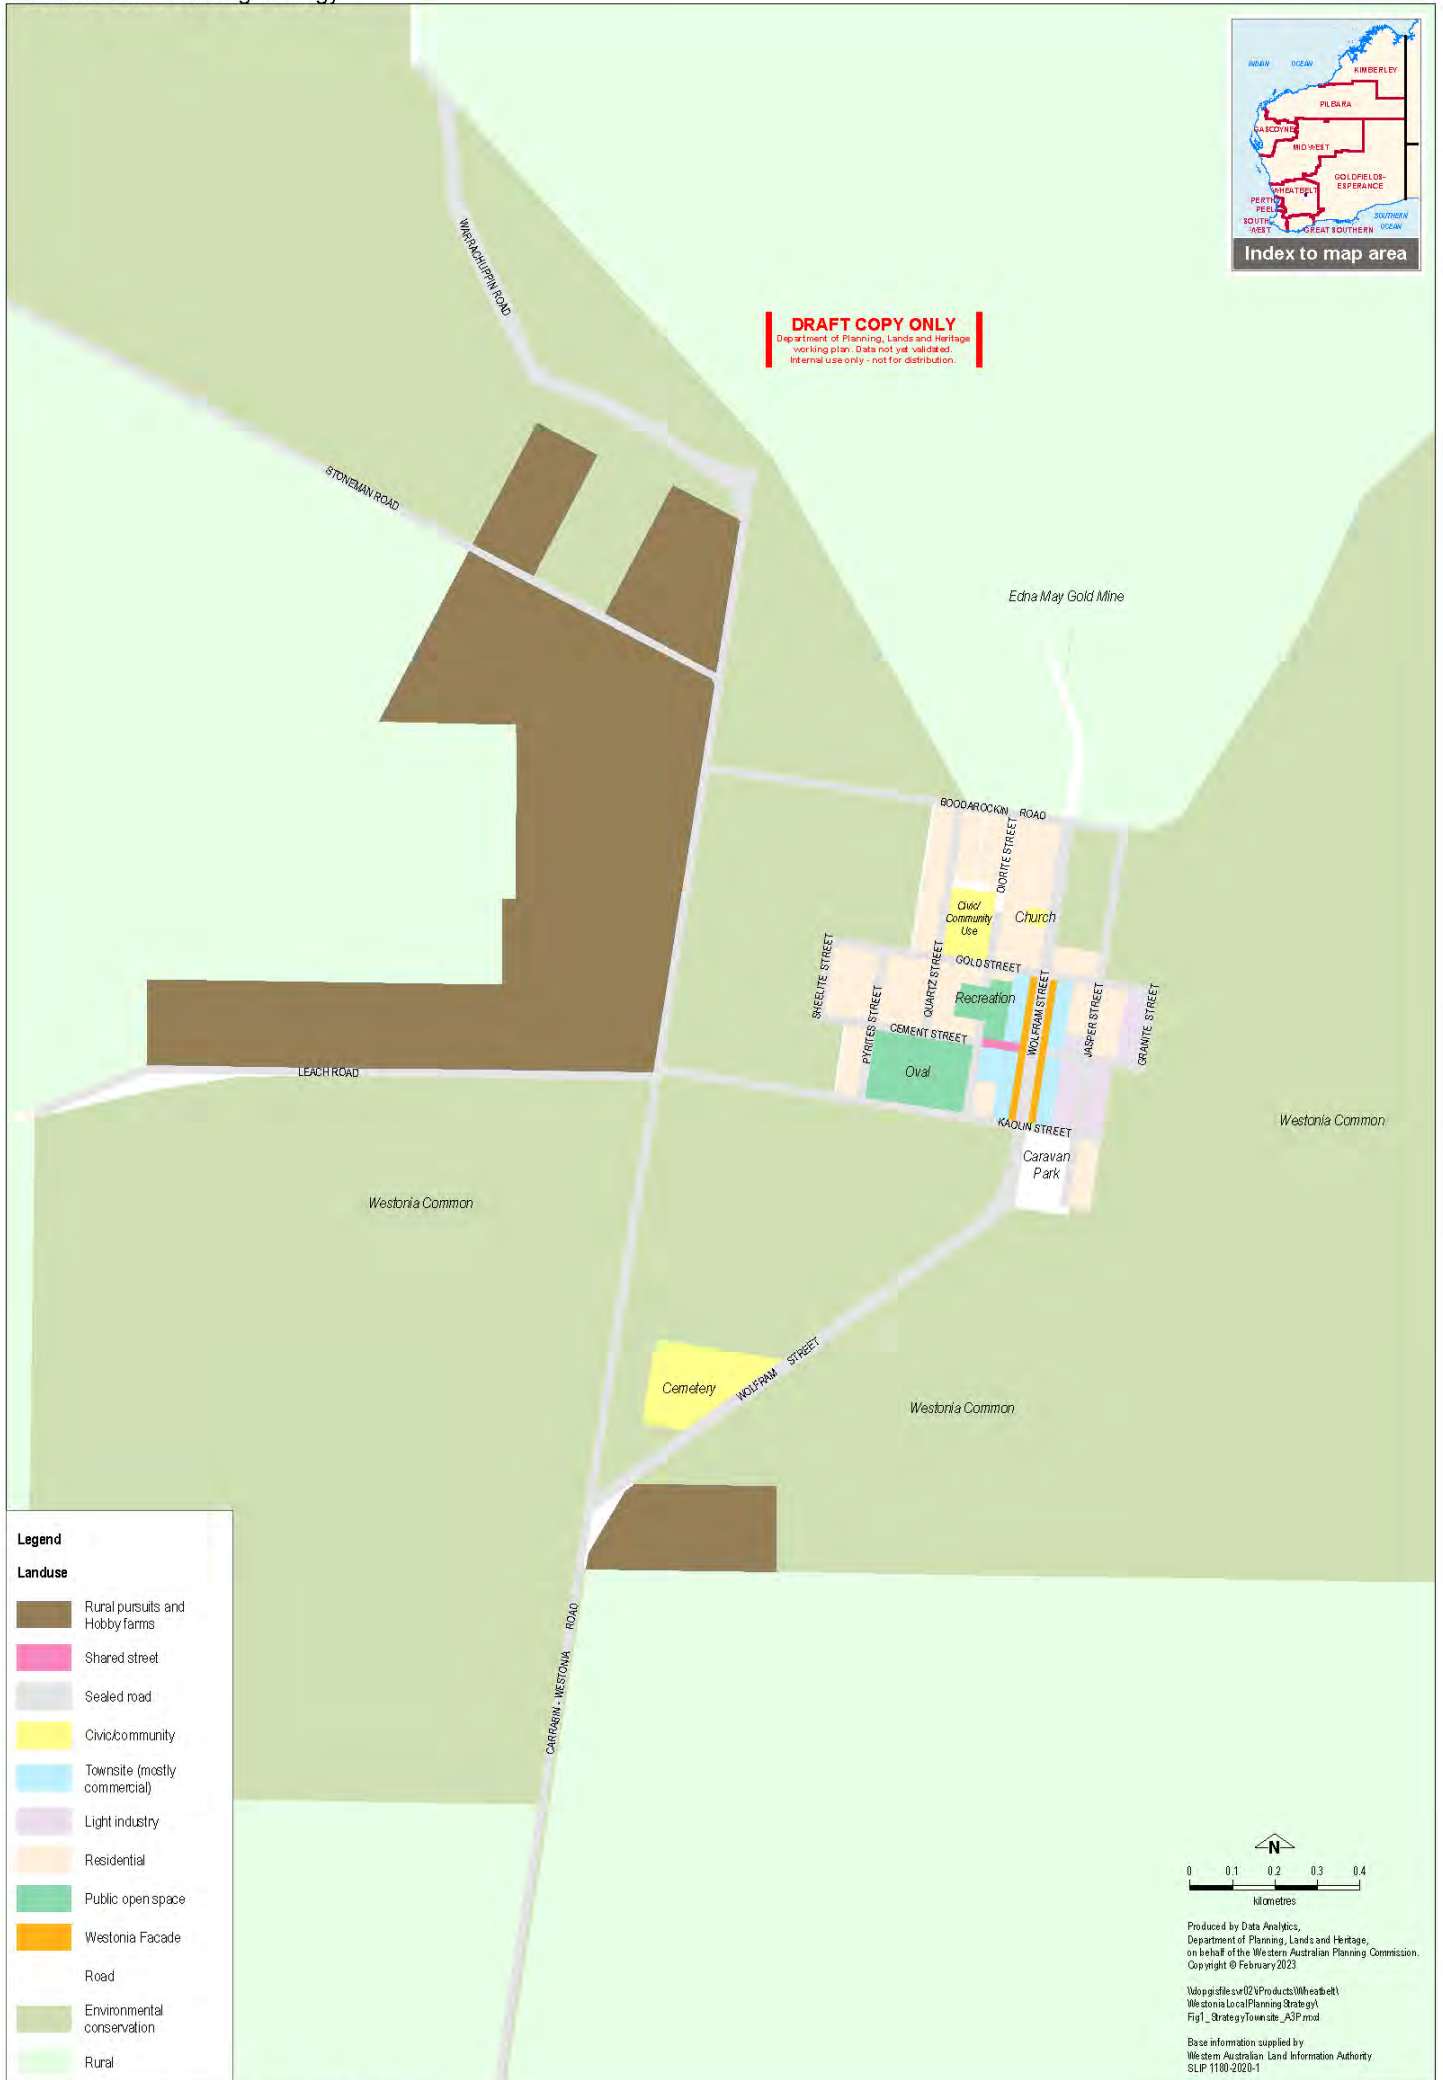 INDIAN OCEAN
KIMBERLEY
PILBARA
GASCOYNE
MID WEST
GOLDFIELDS-
ESPERANCE
WHEATBELT
PERTH
PEEL
SOUTH
WEST
GREAT SOUTHERN
SOUTHERN
OCEAN
Index to map area
WARRACHUPPIN ROAD
DRAFT COPY ONLY
Department of Planning, Lands and Heritage
working plan. Data not yet validated.
Internal use only - not for distribution.
STONEMAN ROAD
Edna May Gold Mine
BOODAROCKIN ROAD
DIORITE STREET
Civic/
Community
Use
Church
SHEELITE STREET
QUARTZ STREET
GOLD STREET
Recreation
PYRITES STREET
CEMENT STREET
WOLFRAM STREET
JASPER STREET
GRANITE STREET
Oval
LEACH ROAD
KAOLIN STREET
Westonia Common
Caravan
Park
Westonia Common
Cemetery
WOLFRAM STREET
Westonia Common
CARRABIN - WESTONIA ROAD
Legend
Landuse
Rural pursuits and
Hobby farms
Shared street
Sealed road
Civic/community
Townsite (mostly
commercial)
Light industry
Residential
Public open space
Westonia Facade
Road
Environmental
conservation
Rural
N
0 0.1 0.2 0.3 0.4
kilometres
Produced by Data Analytics,
Department of Planning, Lands and Heritage,
on behalf of the Western Australian Planning Commission.
Copyright © February 2023
\\dopgisfilesvr02\iProducts\Wheatbelt\
WestoniaLocalPlanningStrategy\
Fig1_StrategyTownsite_A3P.mxd
Base information supplied by
Western Australian Land Information Authority
SLIP 1180-2020-1